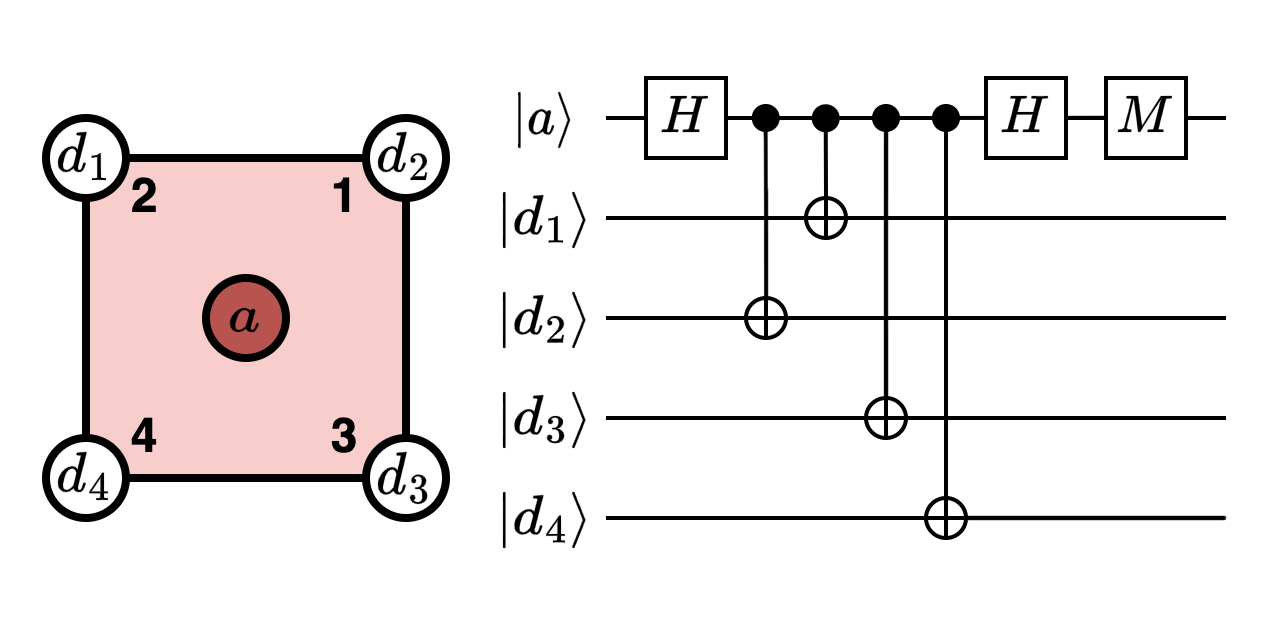 d₁ d₂
2 1
a
4 3
d₄ d₃
|a⟩ H H M
|d₁⟩
|d₂⟩
|d₃⟩
|d₄⟩